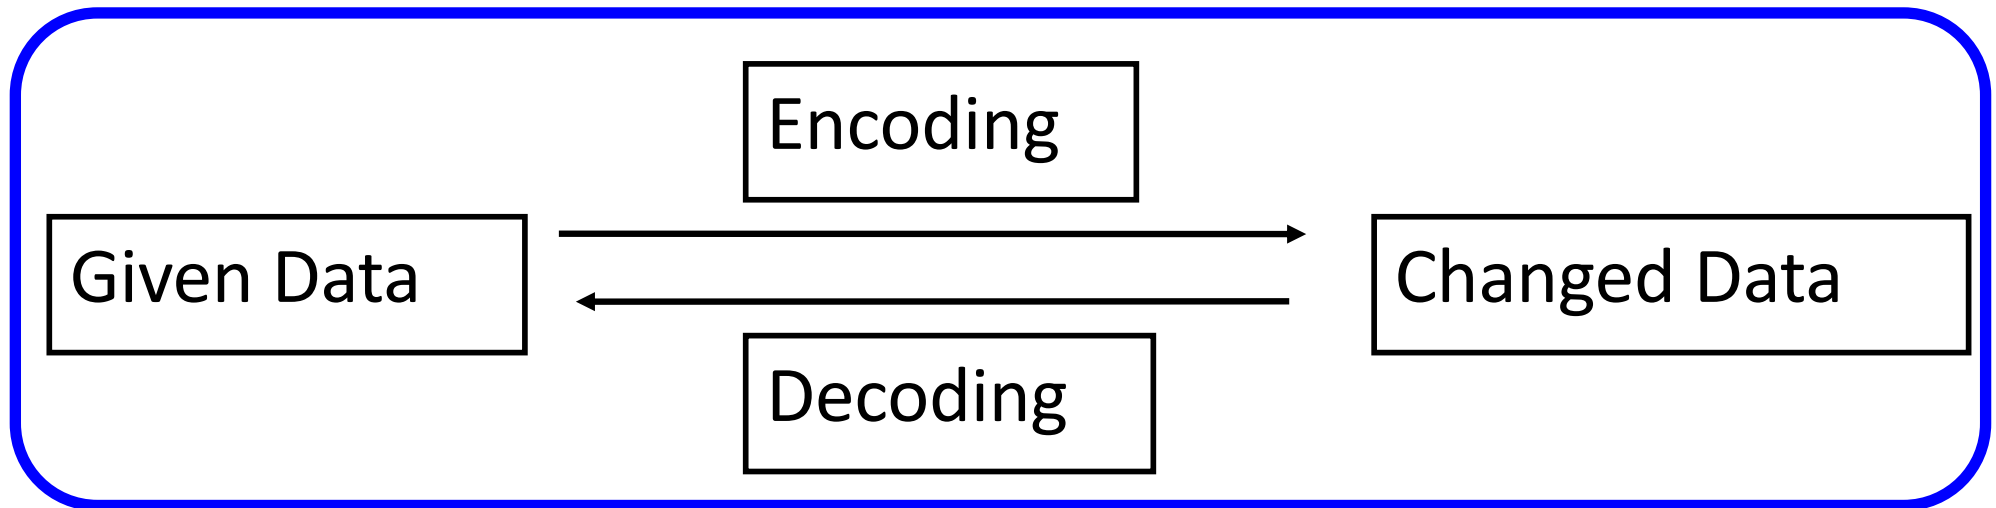 Encoding
Given Data
Changed Data
Decoding